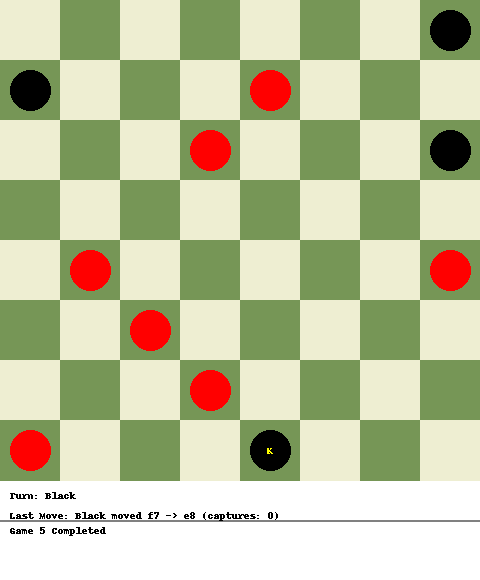 K
Turn: Black
Last Move: Black moved f7 -> e8 (captures: 0)
Game 5 Completed